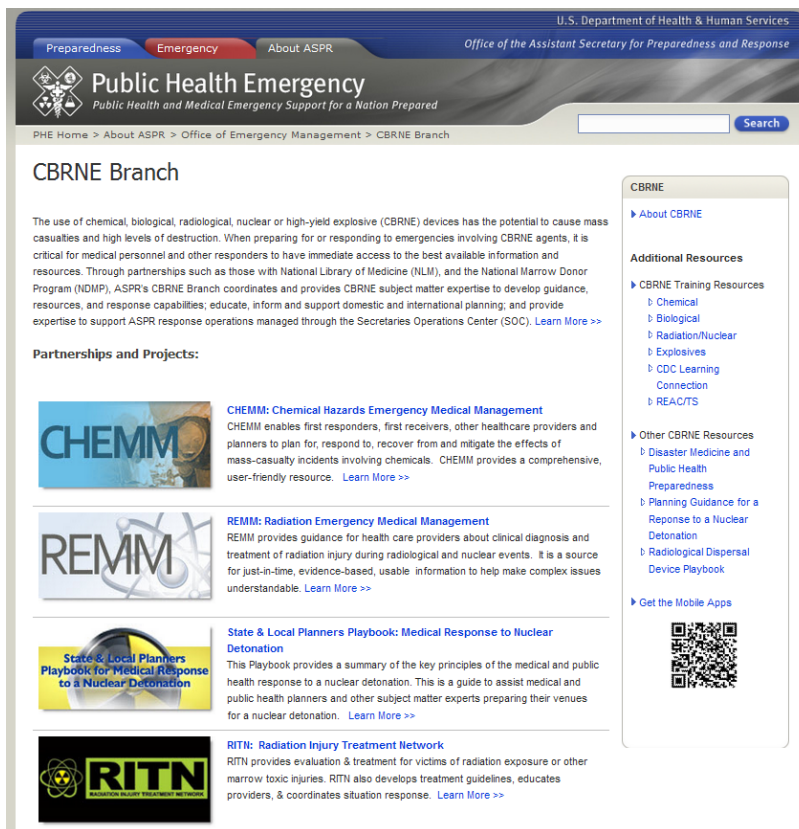 U.S. Department of Health & Human Services
Preparedness
Emergency
About ASPR
Office of the Assistant Secretary for Preparedness and Response
Public Health Emergency
Public Health and Medical Emergency Support for a Nation Prepared
Search
PHE Home > About ASPR > Office of Emergency Management > CBRNE Branch
CBRNE Branch
The use of chemical, biological, radiological, nuclear or high-yield explosive (CBRNE) devices has the potential to cause mass
casualties and high levels of destruction. When preparing for or responding to emergencies involving CBRNE agents, it is
critical for medical personnel and other responders to have immediate access to the best available information and
resources. Through partnerships such as those with National Library of Medicine (NLM), and the National Marrow Donor
Program (NDMP), ASPR's CBRNE Branch coordinates and provides CBRNE subject matter expertise to develop guidance,
resources, and response capabilities; educate, inform and support domestic and international planning; and provide
expertise to support ASPR response operations managed through the Secretaries Operations Center (SOC). Learn More >>
Partnerships and Projects:
CHEMM
CHEMM: Chemical Hazards Emergency Medical Management
CHEMM enables first responders, first receivers, other healthcare providers and
planners to plan for, respond to, recover from and mitigate the effects of
mass-casualty incidents involving chemicals. CHEMM provides a comprehensive,
user-friendly resource. Learn More >>
REMM
REMM: Radiation Emergency Medical Management
REMM provides guidance for health care providers about clinical diagnosis and
treatment of radiation injury during radiological and nuclear events. It is a source
for just-in-time, evidence-based, usable information to help make complex issues
understandable. Learn More >>
State & Local Planners
Playbook for Medical Response
to a Nuclear Detonation
State & Local Planners Playbook: Medical Response to Nuclear
Detonation
This Playbook provides a summary of the key principles of the medical and public
health response to a nuclear detonation. This is a guide to assist medical and
public health planners and other subject matter experts preparing their venues
for a nuclear detonation. Learn More >>
RITN
RADIATION INJURY TREATMENT NETWORK
RITN: Radiation Injury Treatment Network
RITN provides evaluation & treatment for victims of radiation exposure or other
marrow toxic injuries. RITN also develops treatment guidelines, educates
providers, & coordinates situation response. Learn More >>
CBRNE
About CBRNE
Additional Resources
CBRNE Training Resources
Chemical
Biological
Radiation/Nuclear
Explosives
CDC Learning
Connection
REAC/TS
Other CBRNE Resources
Disaster Medicine and
Public Health
Preparedness
Planning Guidance for a
Reponse to a Nuclear
Detonation
Radiological Dispersal
Device Playbook
Get the Mobile Apps